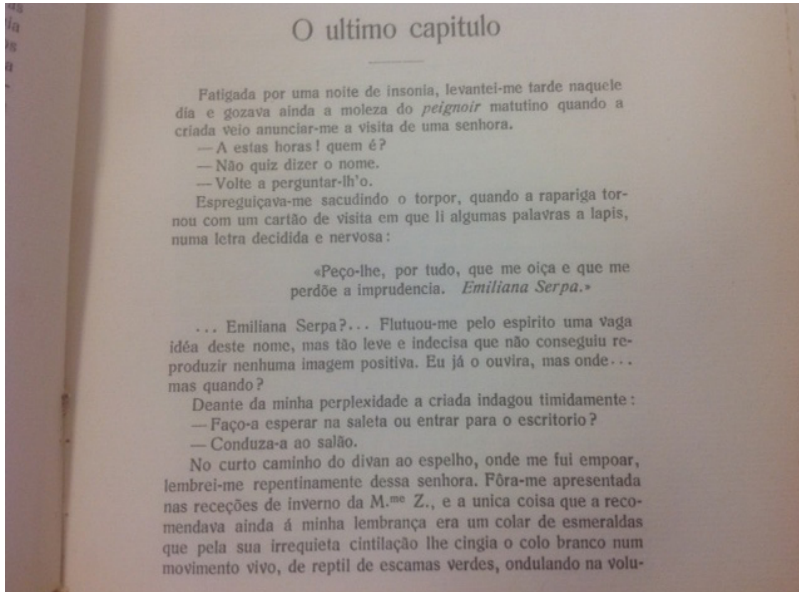 O ultimo capitulo
Fatigada por uma noite de insonia, levantei-me tarde naquele
dia e gozava ainda a moleza do peignoir matutino quando a
criada veio anunciar-me a visita de uma senhora.
— A estas horas! quem é?
— Não quiz dizer o nome.
— Volte a perguntar-lh'o.
Espreguiçava-me sacudindo o torpor, quando a rapariga tor-
nou com um cartão de visita em que li algumas palavras a lapis,
numa letra decidida e nervosa:
«Peço-lhe, por tudo, que me oiça e que me
perdõe a imprudencia. Emiliana Serpa.»
... Emiliana Serpa?... Flutuou-me pelo espirito uma vaga
idéa deste nome, mas tão leve e indecisa que não conseguiu re-
produzir nenhuma imagem positiva. Eu já o ouvira, mas onde...
mas quando?
Deante da minha perplexidade a criada indagou timidamente:
— Faço-a esperar na saleta ou entrar para o escritorio?
— Conduza-a ao salão.
No curto caminho do divan ao espelho, onde me fui empoar,
lembrei-me repentinamente dessa senhora. Fôra-me apresentada
nas receções de inverno da M.me Z., e a unica coisa que a reco-
mendava ainda á minha lembrança era um colar de esmeraldas
que pela sua irrequieta cintilação lhe cingia o colo branco num
movimento vivo, de reptil de escamas verdes, ondulando na volu-